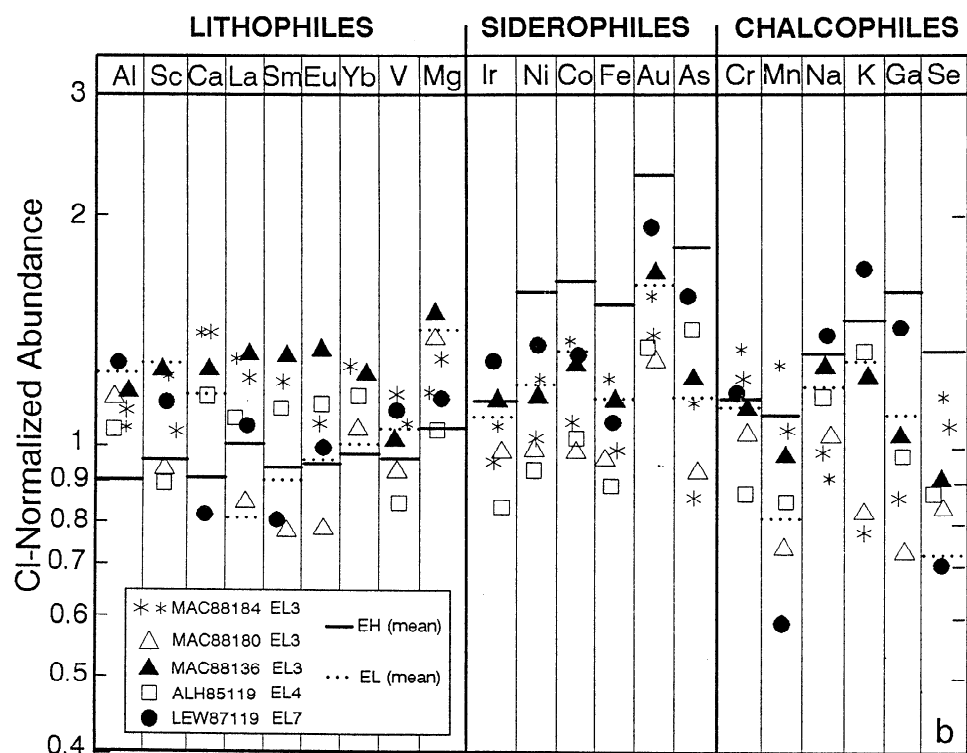 LITHOPHILES SIDEROPHILES CHALCOPHILES
Al Sc Ca La Sm Eu Yb V Mg Ir Ni Co Fe Au As Cr Mn Na K Ga Se
3
2
1
0.9
0.8
0.7
0.6
0.5
0.4
CI-Normalized Abundance
MAC88184 EL3
MAC88180 EL3
MAC88136 EL3
ALH85119 EL4
LEW87119 EL7
EH (mean)
EL (mean)
b